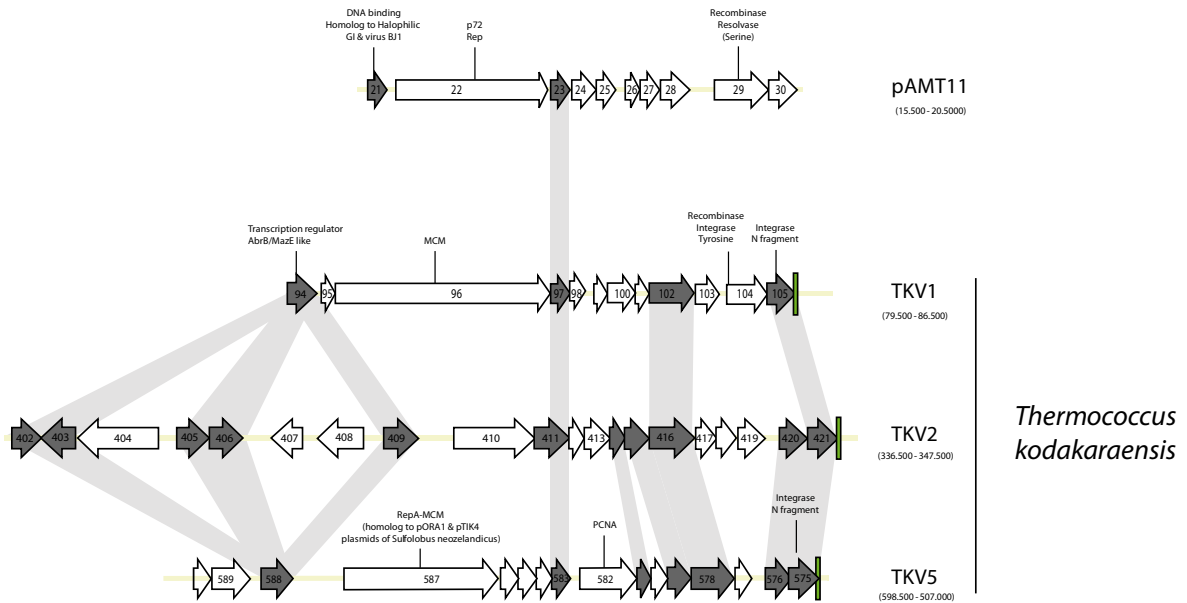 DNA binding
Homolog to Halophilic
GI & virus BJ1
p72
Rep
Recombinase
Resolvase
(Serine)
21
22
23
24
25
26
27
28
29
30
pAMT11
(15.500 - 20.5000)
Transcription regulator
AbrB/MazE like
MCM
Recombinase
Integrase
Tyrosine
Integrase
N fragment
94
95
96
97
98
100
102
103
104
105
TKV1
(79.500 - 86.500)
402
403
404
405
406
407
408
409
410
411
413
416
417
419
420
421
TKV2
(336.500 - 347.500)
Thermococcus
kodakaraensis
RepA-MCM
(homolog to pORA1 & pTIK4
plasmids of Sulfolobus neozelandicus)
PCNA
Integrase
N fragment
589
588
587
583
582
578
576
575
TKV5
(598.500 - 507.000)